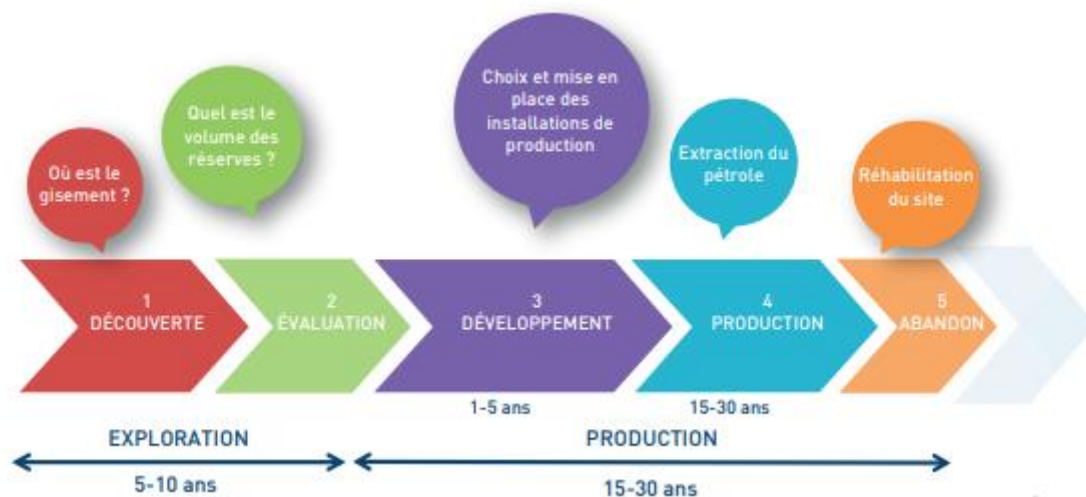 Où est le
gisement ?
Quel est le
volume des
réserves ?
Choix et mise en
place des
installations de
production
Extraction du
pétrole
Réhabilitation
du site
1
DÉCOUVERTE
2
ÉVALUATION
3
DÉVELOPPEMENT
4
PRODUCTION
5
ABANDON
1-5 ans
15-30 ans
EXPLORATION
PRODUCTION
5-10 ans
15-30 ans